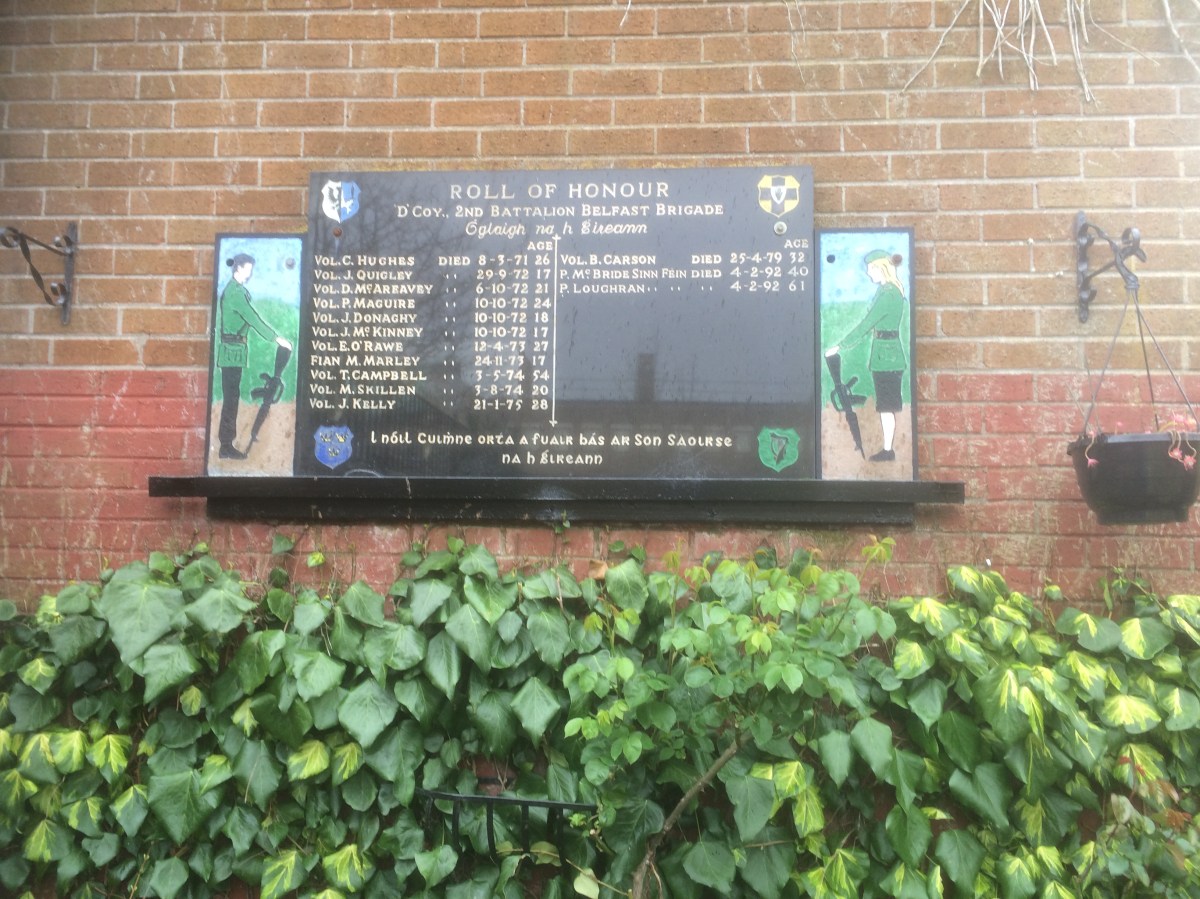 ROLL OF HONOUR
'D' COY., 2ND BATTALION BELFAST BRIGADE
Óglaigh na h Éireann
AGE
VOL. C. HUGHES DIED 8-3-71 26
VOL. J. QUIGLEY " 29-9-72 17
VOL. D. McAREAVEY " 6-10-72 21
VOL. P. MAGUIRE " 10-10-72 24
VOL. J. DONAGHY " 10-10-72 18
VOL. J. McKINNEY " 10-10-72 17
VOL. E. O'RAWE " 12-4-73 27
FIAN M. MARLEY " 24-11-73 17
VOL. T. CAMPBELL " 3-5-74 54
VOL. M. SKILLEN " 3-8-74 20
VOL. J. KELLY " 21-1-75 28
AGE
VOL. B. CARSON DIED 25-4-79 32
P. McBRIDE SINN FEIN DIED 4-2-92 40
P. LOUGHRAN " " " 4-2-92 61
I nDíl Cuiṁne orta a fuair bás ar Son Saoirse
na h Éireann